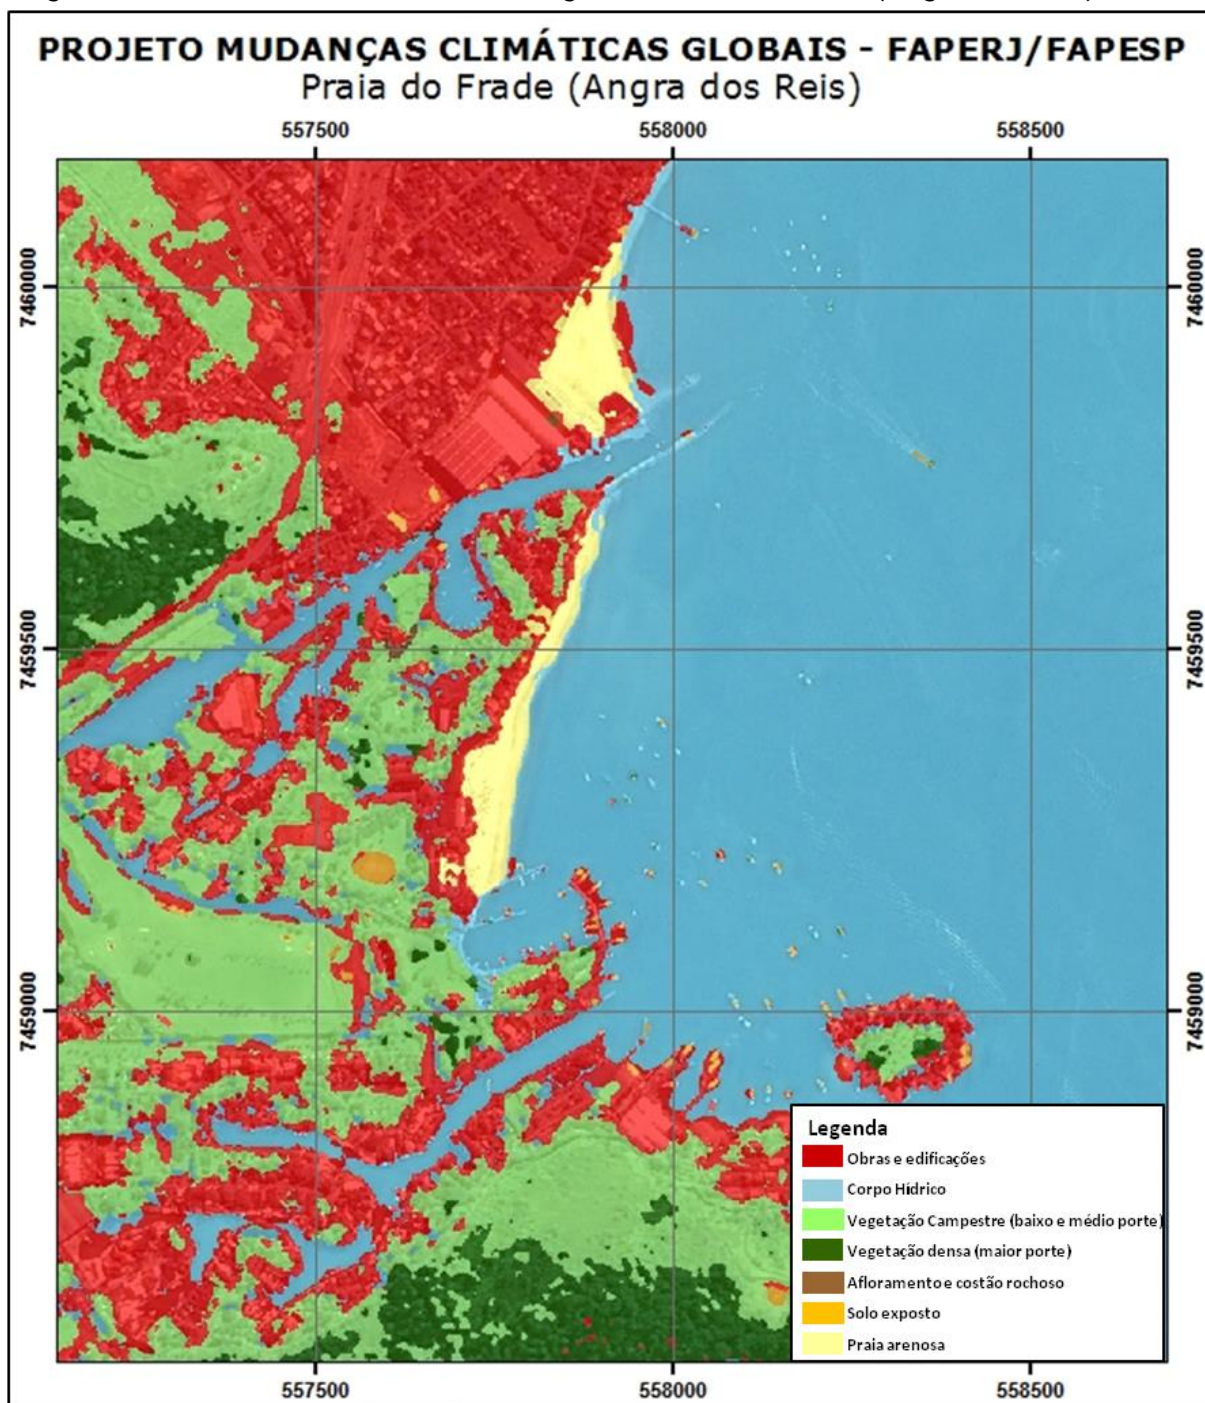 PROJETO MUDANÇAS CLIMÁTICAS GLOBAIS - FAPERJ/FAPESP
Praia do Frade (Angra dos Reis)
557500 558000 558500
7460000 7460000
7459500 7459500
7459000 7459000
Legenda
Obras e edificações
Corpo Hídrico
Vegetação Campestre (baixo e médio porte)
Vegetação densa (maior porte)
Afloramento e costão rochoso
Solo exposto
Praia arenosa
557500 558000 558500